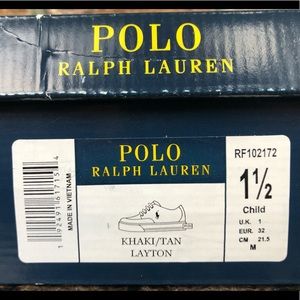 POLO
RALPH LAUREN
MADE IN VIETNAM
POLO
RALPH LAUREN
KHAKI/TAN
LAYTON
RF102172
1½
Child
U.K. 1
EUR. 32
CM 21.5
M